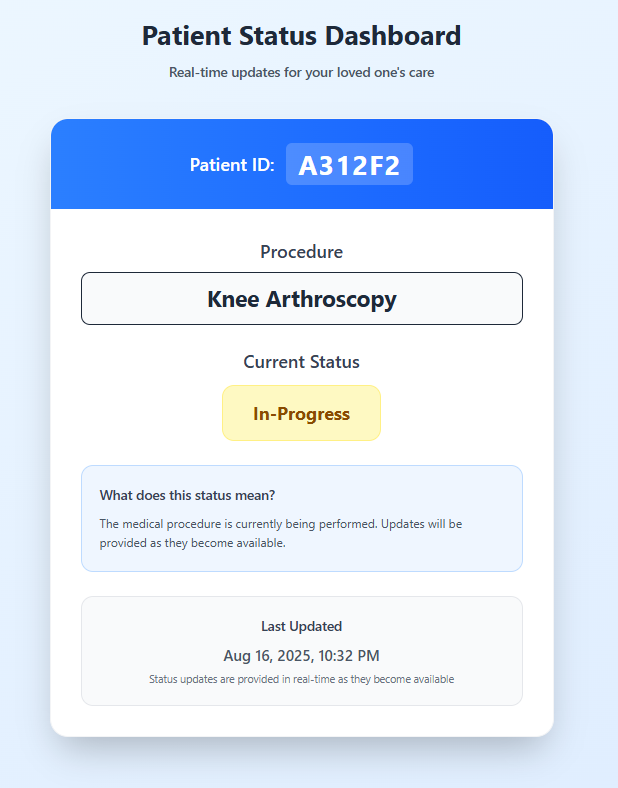 Patient Status Dashboard
Real-time updates for your loved one's care
Patient ID: A312F2
Procedure
Knee Arthroscopy
Current Status
In-Progress
What does this status mean?
The medical procedure is currently being performed. Updates will be
provided as they become available.
Last Updated
Aug 16, 2025, 10:32 PM
Status updates are provided in real-time as they become available